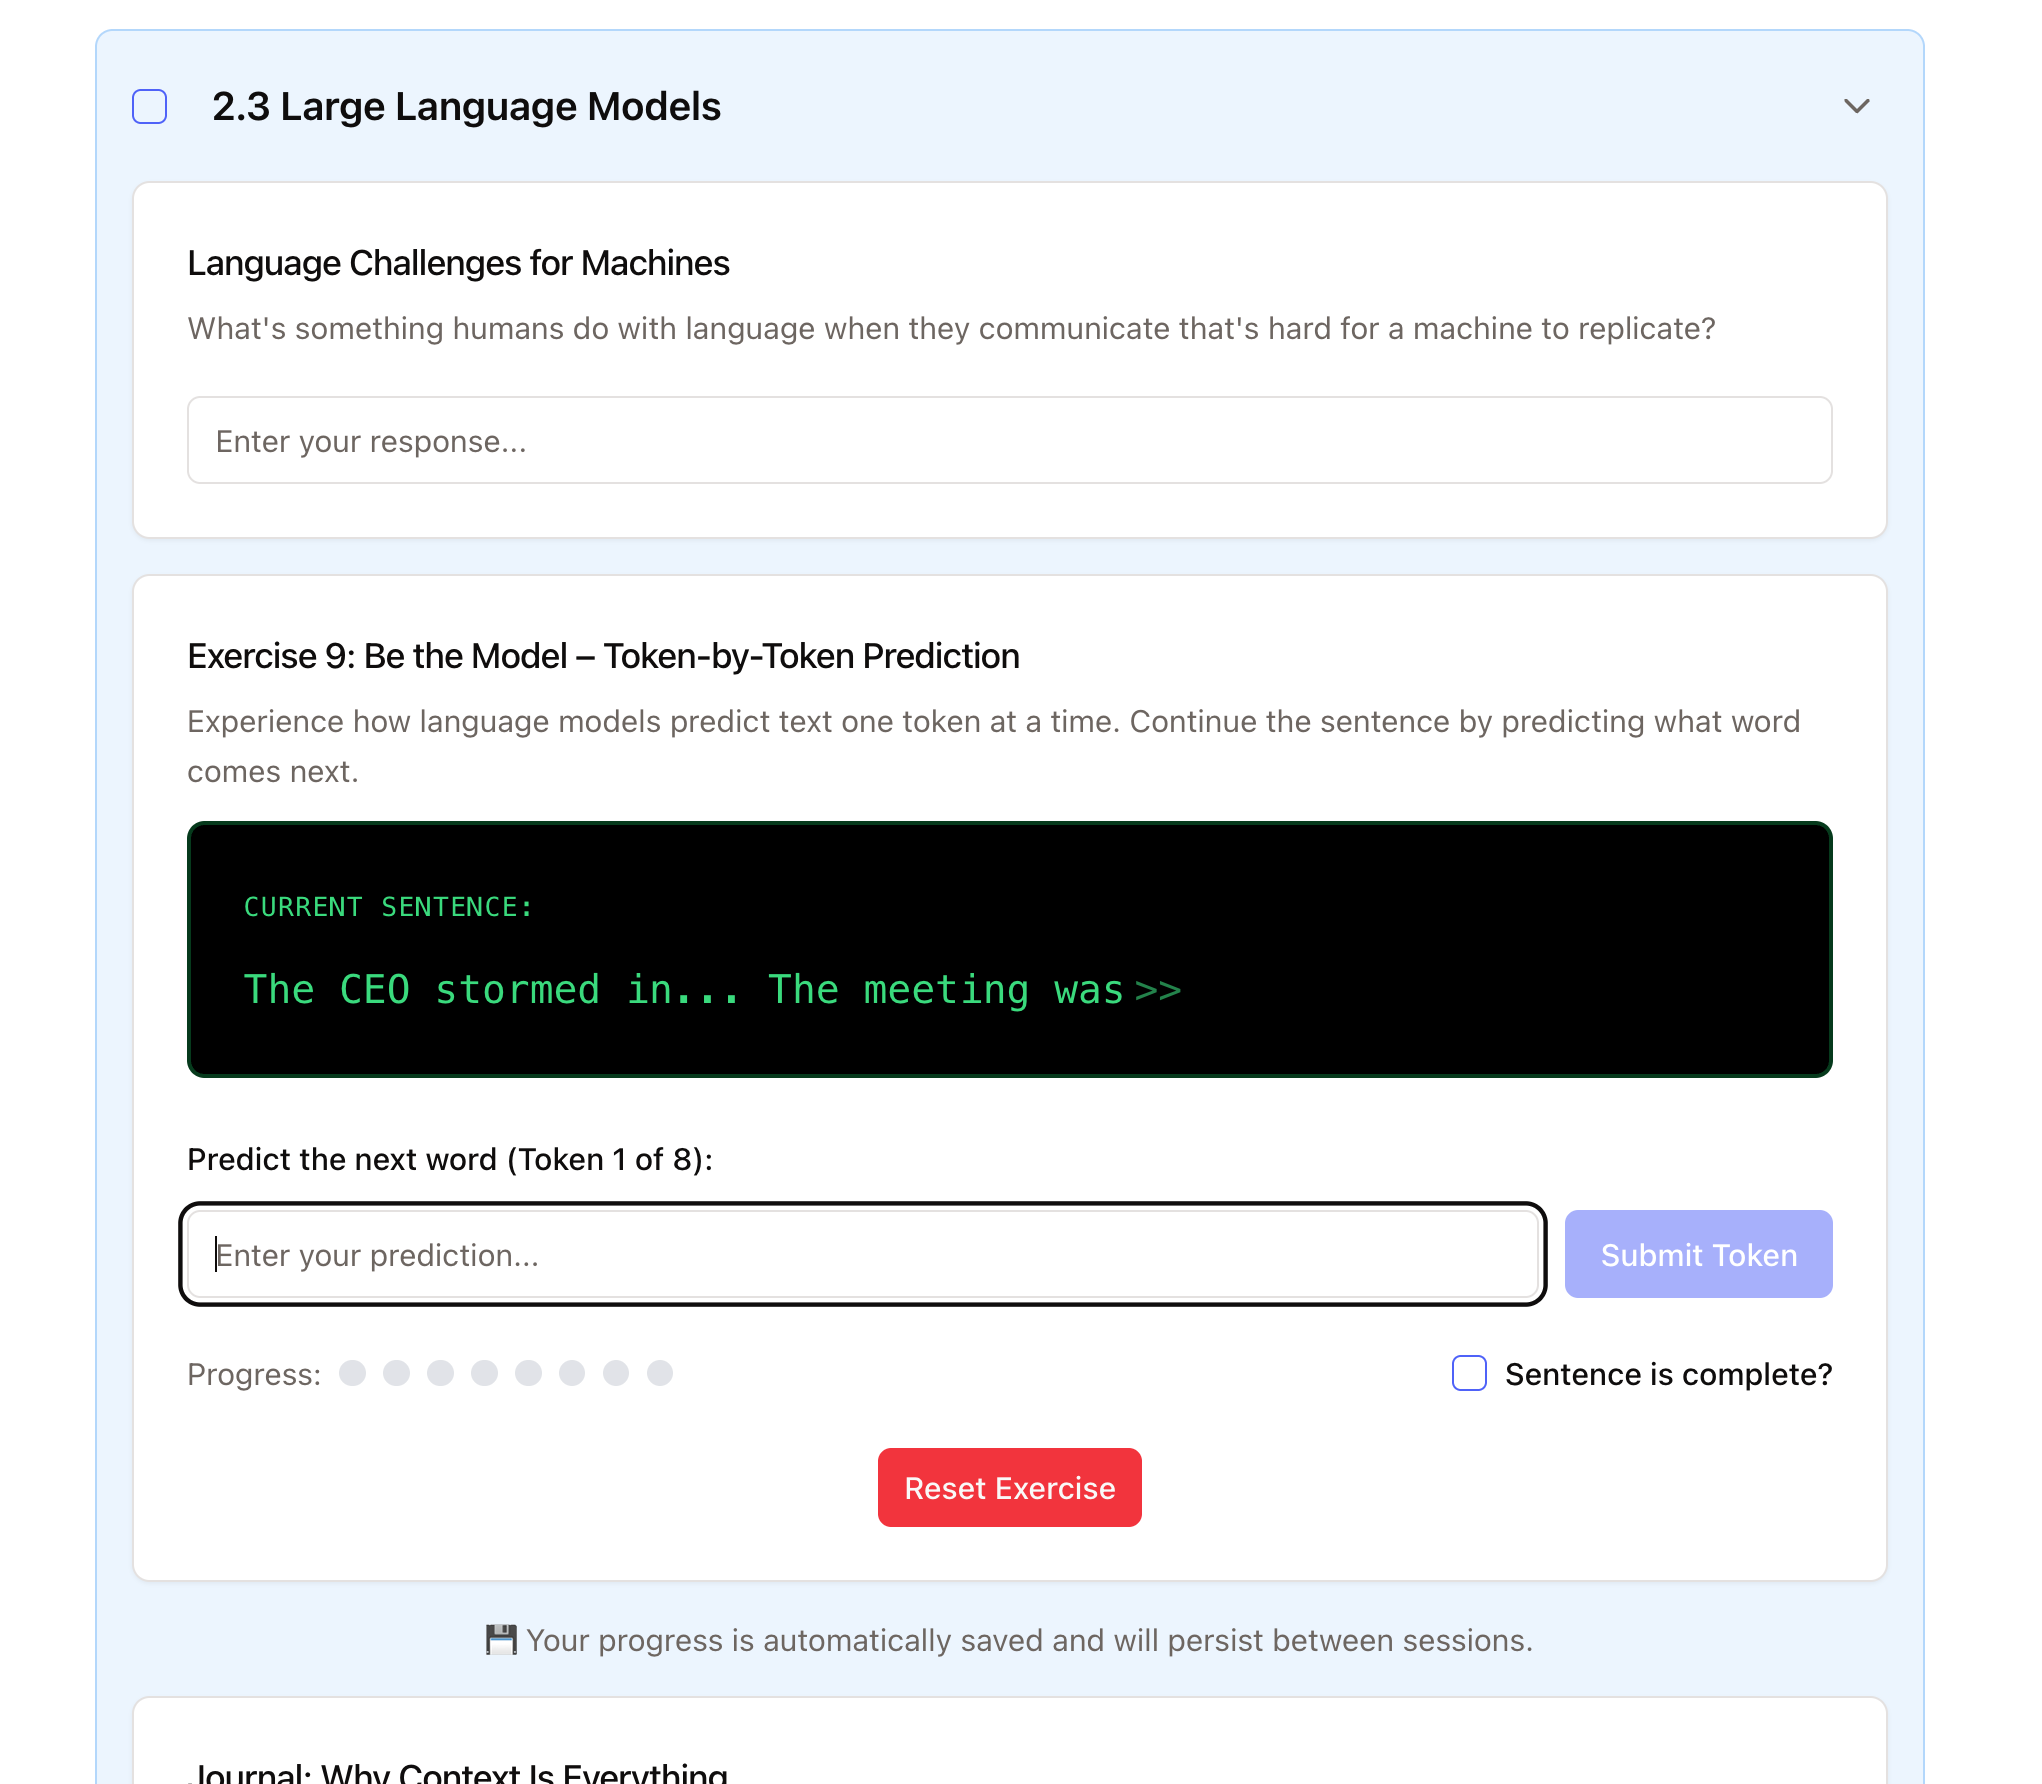 2.3 Large Language Models
Language Challenges for Machines
What's something humans do with language when they communicate that's hard for a machine to replicate?
Enter your response...
Exercise 9: Be the Model – Token-by-Token Prediction
Experience how language models predict text one token at a time. Continue the sentence by predicting what word
comes next.
CURRENT SENTENCE:
The CEO stormed in... The meeting was >>
Predict the next word (Token 1 of 8):
Enter your prediction...
Submit Token
Progress:
Sentence is complete?
Reset Exercise
💾 Your progress is automatically saved and will persist between sessions.
Journal: Why Context Is Everything